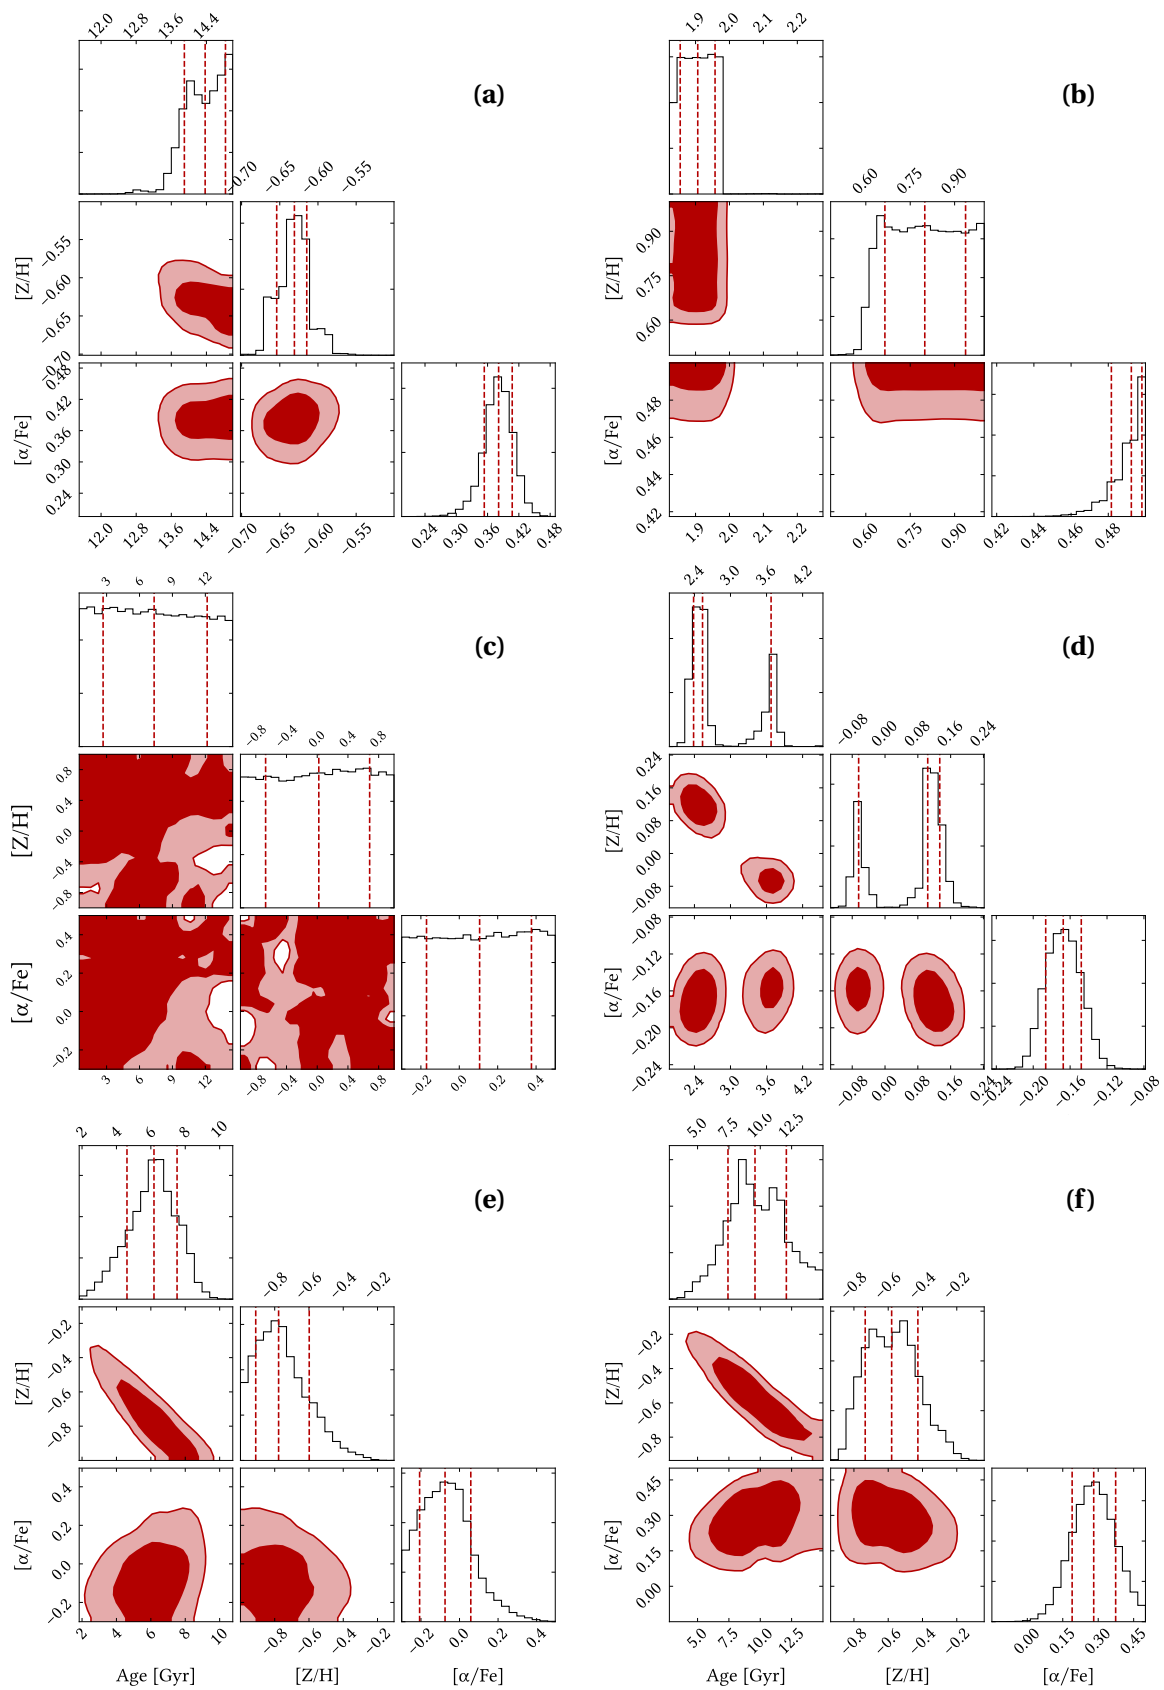 12.0 12.8 13.6 14.4
1.9 2.0 2.1 2.2
(a)
(b)
−0.70 −0.65 −0.60 −0.55
0.60 0.75 0.90
[Z/H] −0.55 −0.60 −0.65 −0.70
[Z/H] 0.90 0.75 0.60
[α/Fe] 0.48 0.42 0.36 0.30 0.24
[α/Fe] 0.48 0.46 0.44 0.42
12.0 12.8 13.6 14.4 −0.70 −0.65 −0.60 −0.55 0.24 0.30 0.36 0.42 0.48
1.9 2.0 2.1 2.2 0.60 0.75 0.90 0.42 0.44 0.46 0.48
3 6 9 12
2.4 3.0 3.6 4.2
(c)
(d)
−0.8 −0.4 0.0 0.4 0.8
−0.08 0.00 0.08 0.16 0.24
[Z/H] 0.8 0.4 0.0 −0.4 −0.8
[Z/H] 0.24 0.16 0.08 0.00 −0.08
[α/Fe] 0.4 0.2 0.0 −0.2
[α/Fe] −0.08 −0.12 −0.16 −0.20 −0.24
3 6 9 12 −0.8 −0.4 0.0 0.4 0.8 −0.2 0.0 0.2 0.4
2.4 3.0 3.6 4.2 −0.08 0.00 0.08 0.16 0.24 −0.24 −0.20 −0.16 −0.12 −0.08
2 4 6 8 10
5.0 7.5 10.0 12.5
(e)
(f)
−0.8 −0.6 −0.4 −0.2
−0.8 −0.6 −0.4 −0.2
[Z/H] −0.2 −0.4 −0.6 −0.8
[Z/H] −0.2 −0.4 −0.6 −0.8
[α/Fe] 0.4 0.2 0.0 −0.2
[α/Fe] 0.45 0.30 0.15 0.00
2 4 6 8 10 −0.8 −0.6 −0.4 −0.2 −0.2 0.0 0.2 0.4
5.0 7.5 10.0 12.5 −0.8 −0.6 −0.4 −0.2 0.00 0.15 0.30 0.45
Age [Gyr] [Z/H] [α/Fe]
Age [Gyr] [Z/H] [α/Fe]